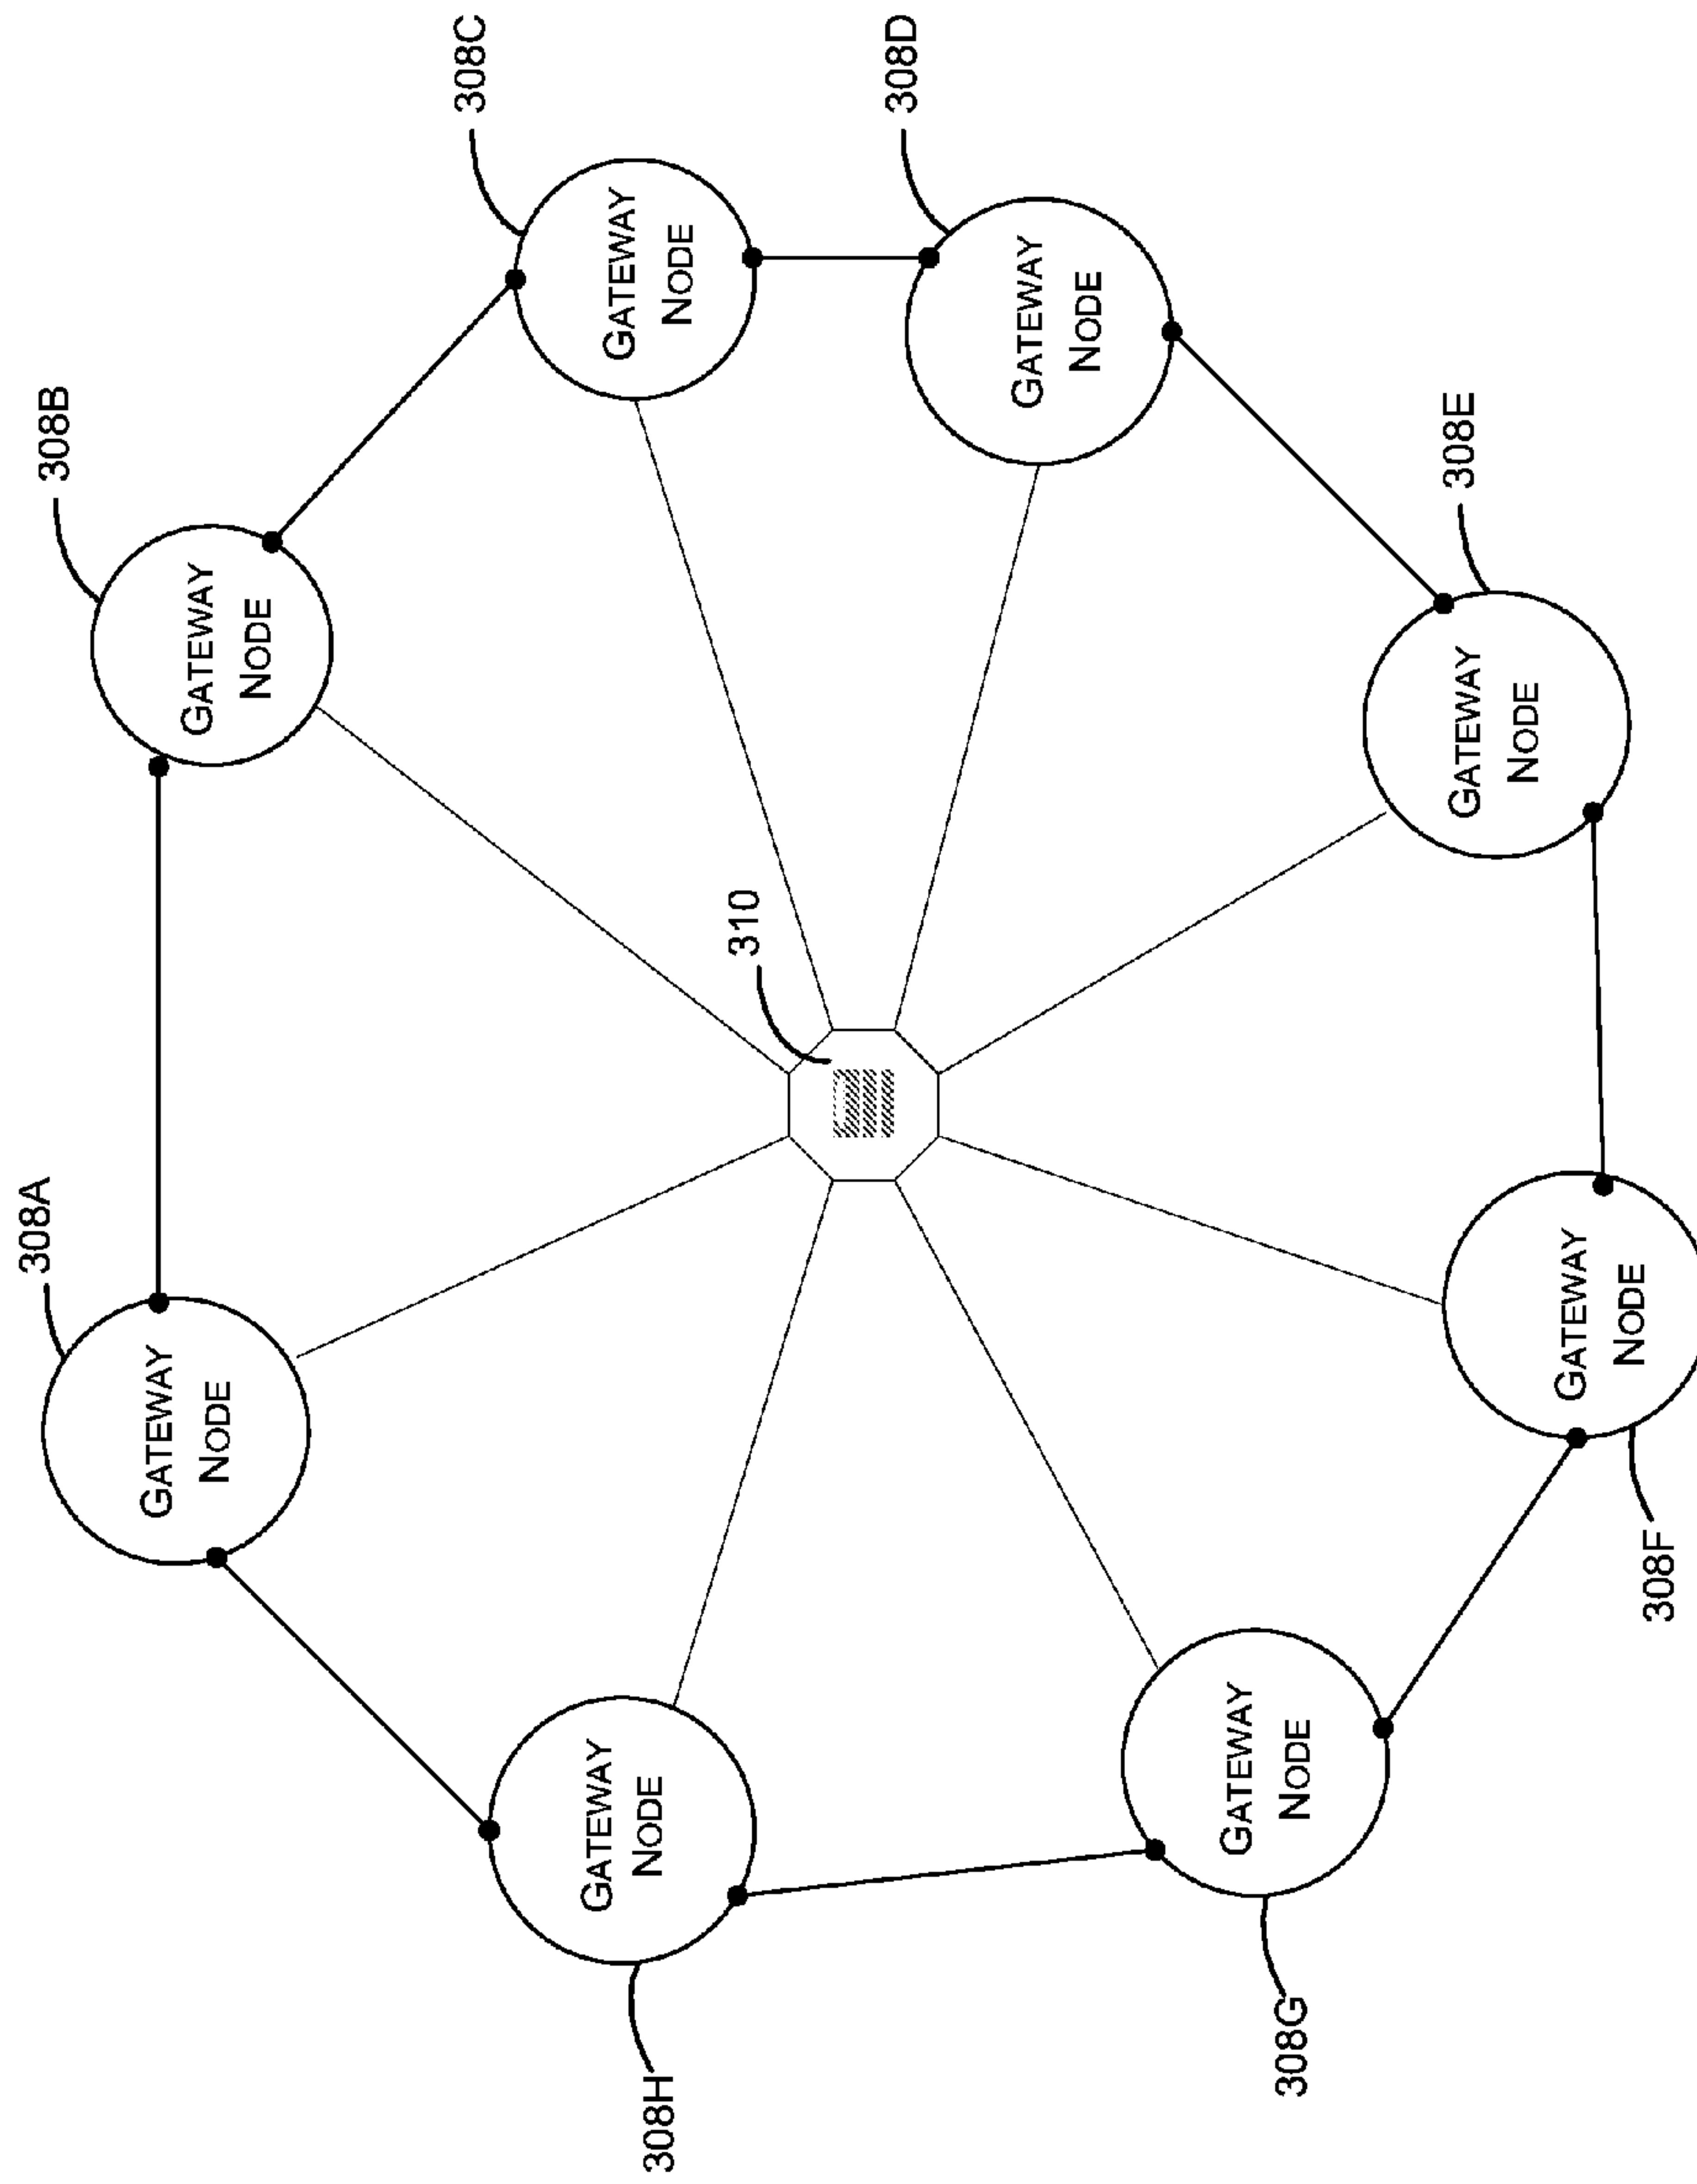 308A
GATEWAY
NODE
308B
GATEWAY
NODE
308C
GATEWAY
NODE
308D
GATEWAY
NODE
308E
GATEWAY
NODE
308F
GATEWAY
NODE
308G
GATEWAY
NODE
308H
GATEWAY
NODE
310